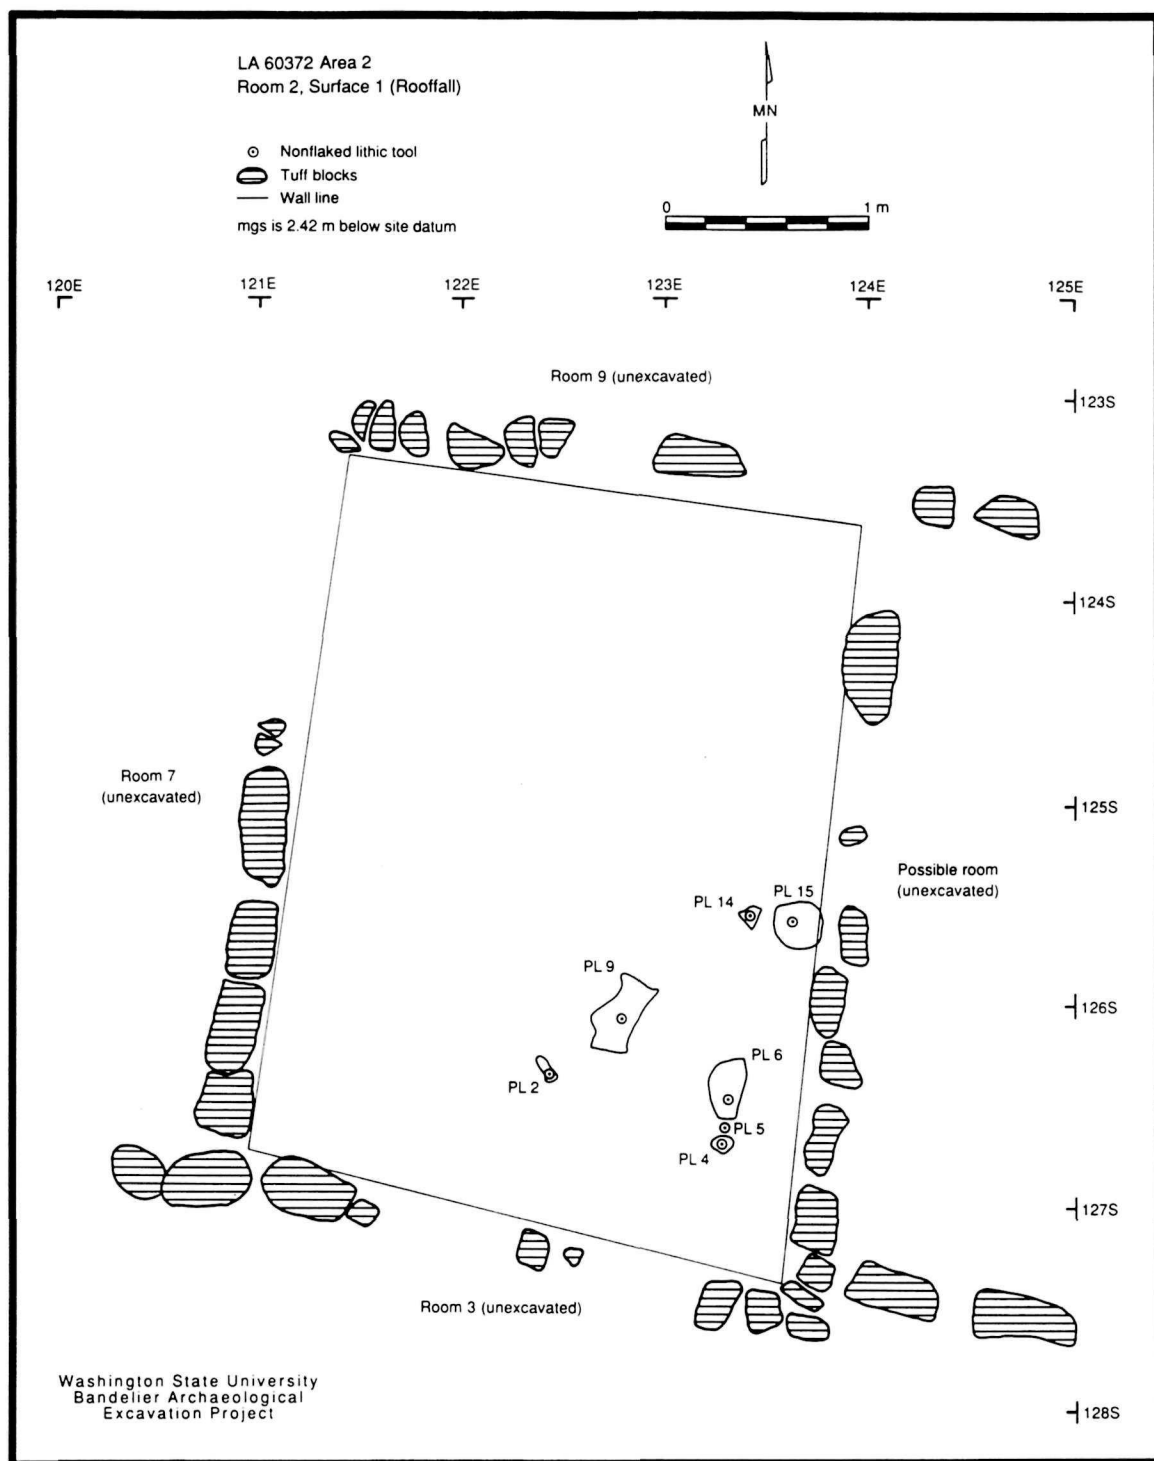 LA 60372 Area 2
Room 2, Surface 1 (Rooffall)
Nonflaked lithic tool
Tuff blocks
Wall line
mgs is 2.42 m below site datum
MN
0 1 m
120E 121E 122E 123E 124E 125E
Room 9 (unexcavated)
123S
124S
Room 7
(unexcavated)
125S
Possible room
(unexcavated)
PL 14 PL 15
PL 9
126S
PL 6
PL 2
PL 5
PL 4
127S
Room 3 (unexcavated)
Washington State University
Bandelier Archaeological
Excavation Project
128S